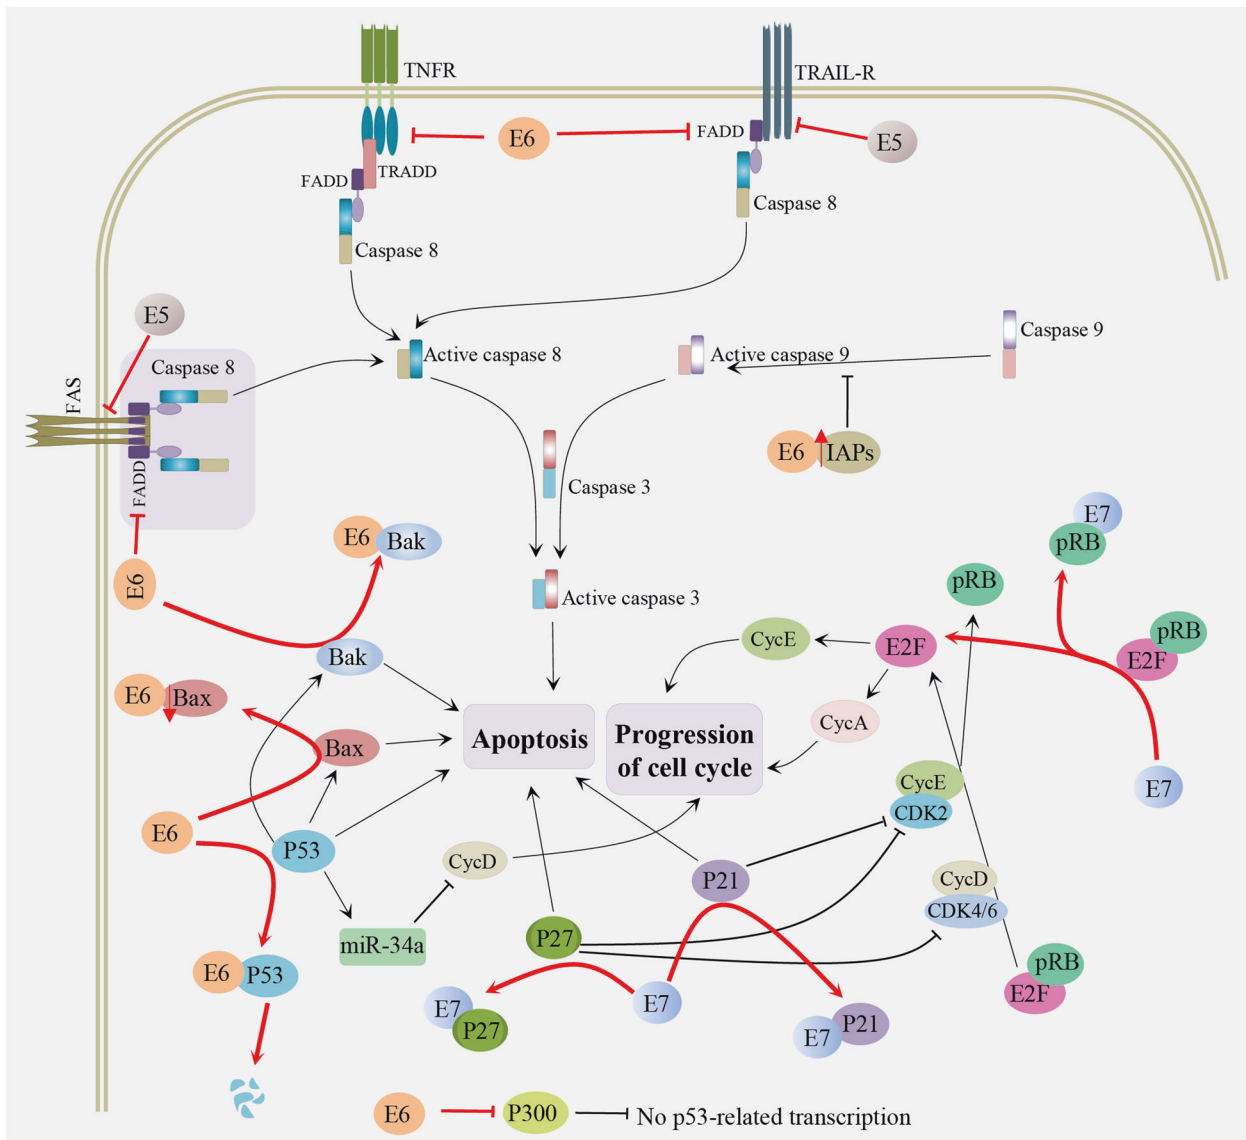 TNFR
TRAIL-R
E6
FADD
E5
TRADD
FADD
Caspase 8
Caspase 8
E5
Caspase 8
FAS
FADD
Active caspase 8
Active caspase 9
Caspase 9
E6
IAPs
Caspase 3
E7
pRB
E6
Bak
E6
Active caspase 3
pRB
CycE
E2F
pRB
E2F
Bak
E6
Bax
Bax
Apoptosis
Progression
of cell cycle
CycA
CycE
CDK2
E7
E6
P53
CycD
P21
CycD
CDK4/6
miR-34a
P27
pRB
E2F
E6
P53
E7
P27
E7
E7
P21
E6
P300
No p53-related transcription